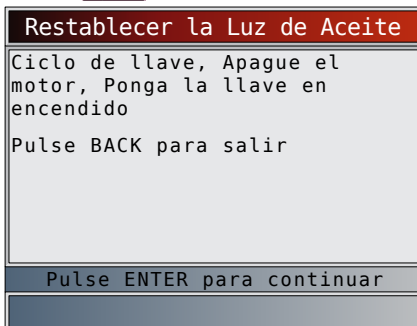 Restablecer la Luz de Aceite
Ciclo de llave, Apague el
motor, Ponga la llave en
encendido
Pulse BACK para salir
Pulse ENTER para continuar